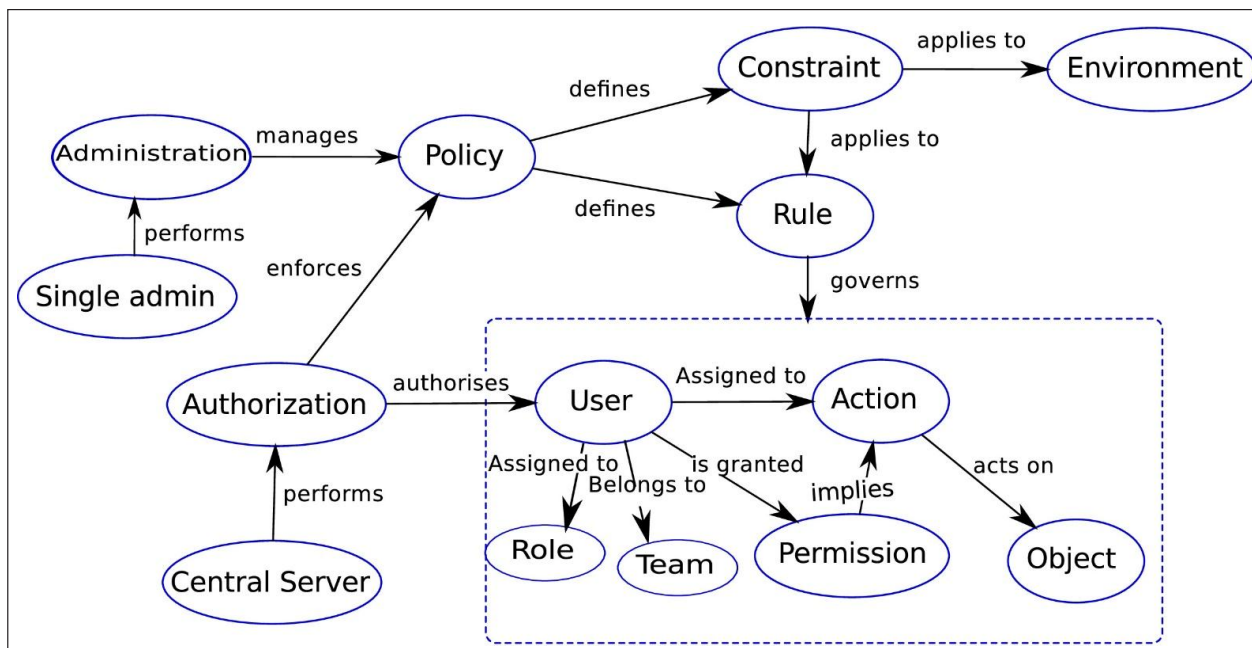 applies to
Constraint
Environment
defines
manages
Administration
Policy
applies to
defines
Rule
performs
enforces
Single admin
governs
authorises
Assigned to
Authorization
User
Action
Assigned to
is granted
acts on
Belongs to
implies
performs
Role
Team
Permission
Object
Central Server